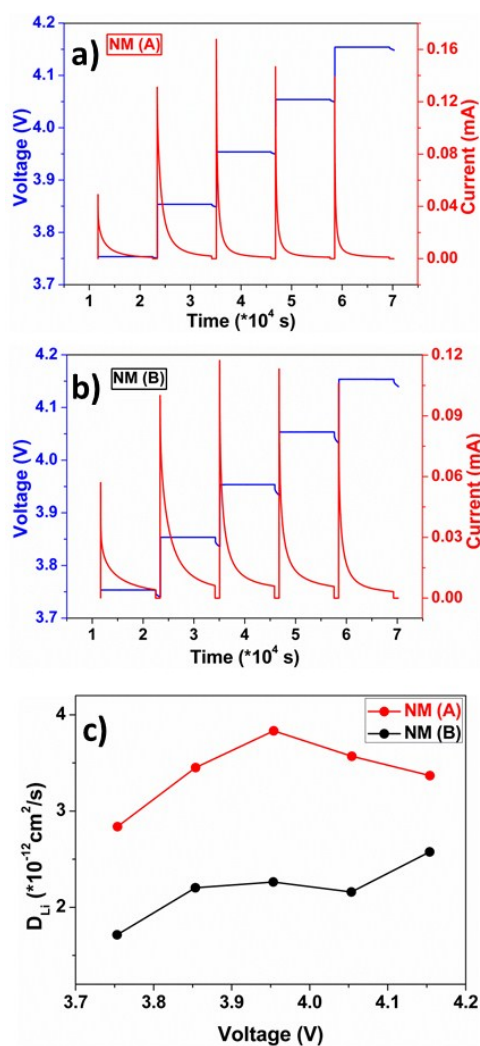 a)
NM (A)
4.2
4.1
4.0
3.9
3.8
3.7
Voltage (V)
0.16
0.12
0.08
0.04
0.00
Current (mA)
1 2 3 4 5 6 7
Time (*10⁴ s)
b)
NM (B)
4.2
4.1
4.0
3.9
3.8
3.7
Voltage (V)
0.12
0.09
0.06
0.03
0.00
Current (mA)
1 2 3 4 5 6 7
Time (*10⁴ s)
c)
NM (A)
NM (B)
4
3
2
D_Li (*10⁻¹²cm²/s)
3.7 3.8 3.9 4.0 4.1 4.2
Voltage (V)